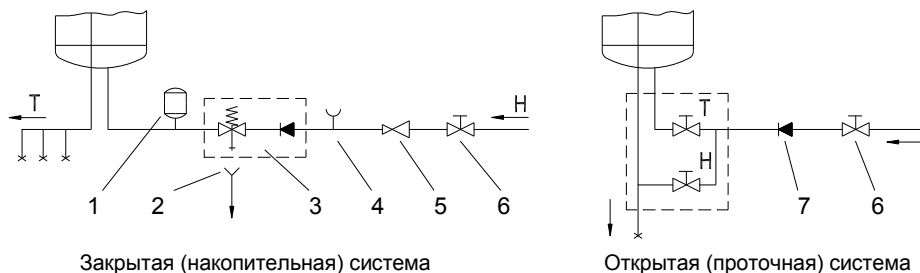 T H T
H
1 2 3 4 5 6 7 6
Закрытая (накопительная) система Открытая (проточная) система